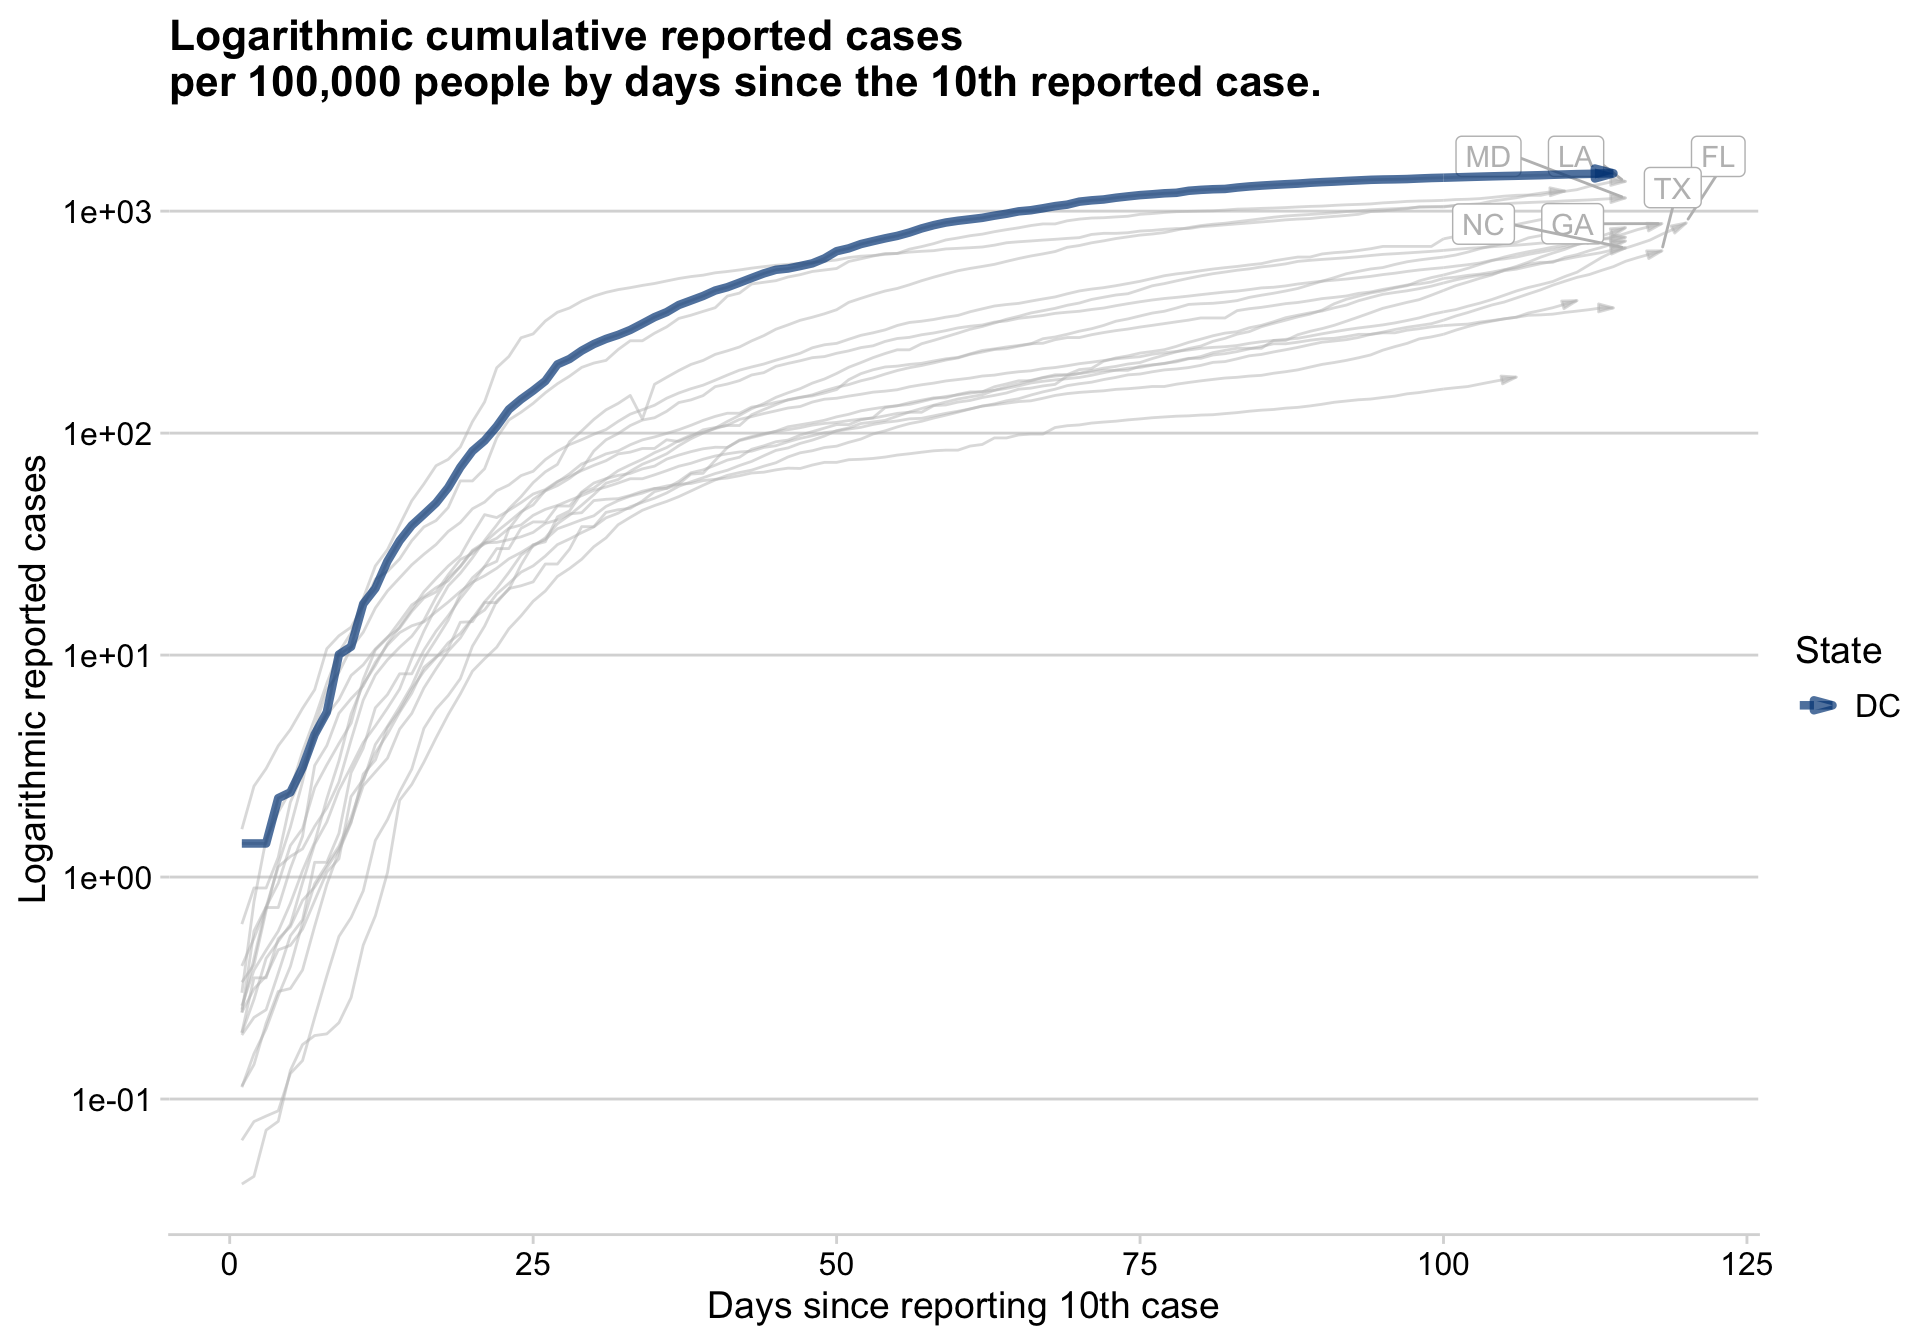 Logarithmic cumulative reported cases
per 100,000 people by days since the 10th reported case.
MD
LA
FL
TX
NC
GA
1e+03
1e+02
1e+01
1e+00
1e-01
Logarithmic reported cases
0
25
50
75
100
125
Days since reporting 10th case
State
DC